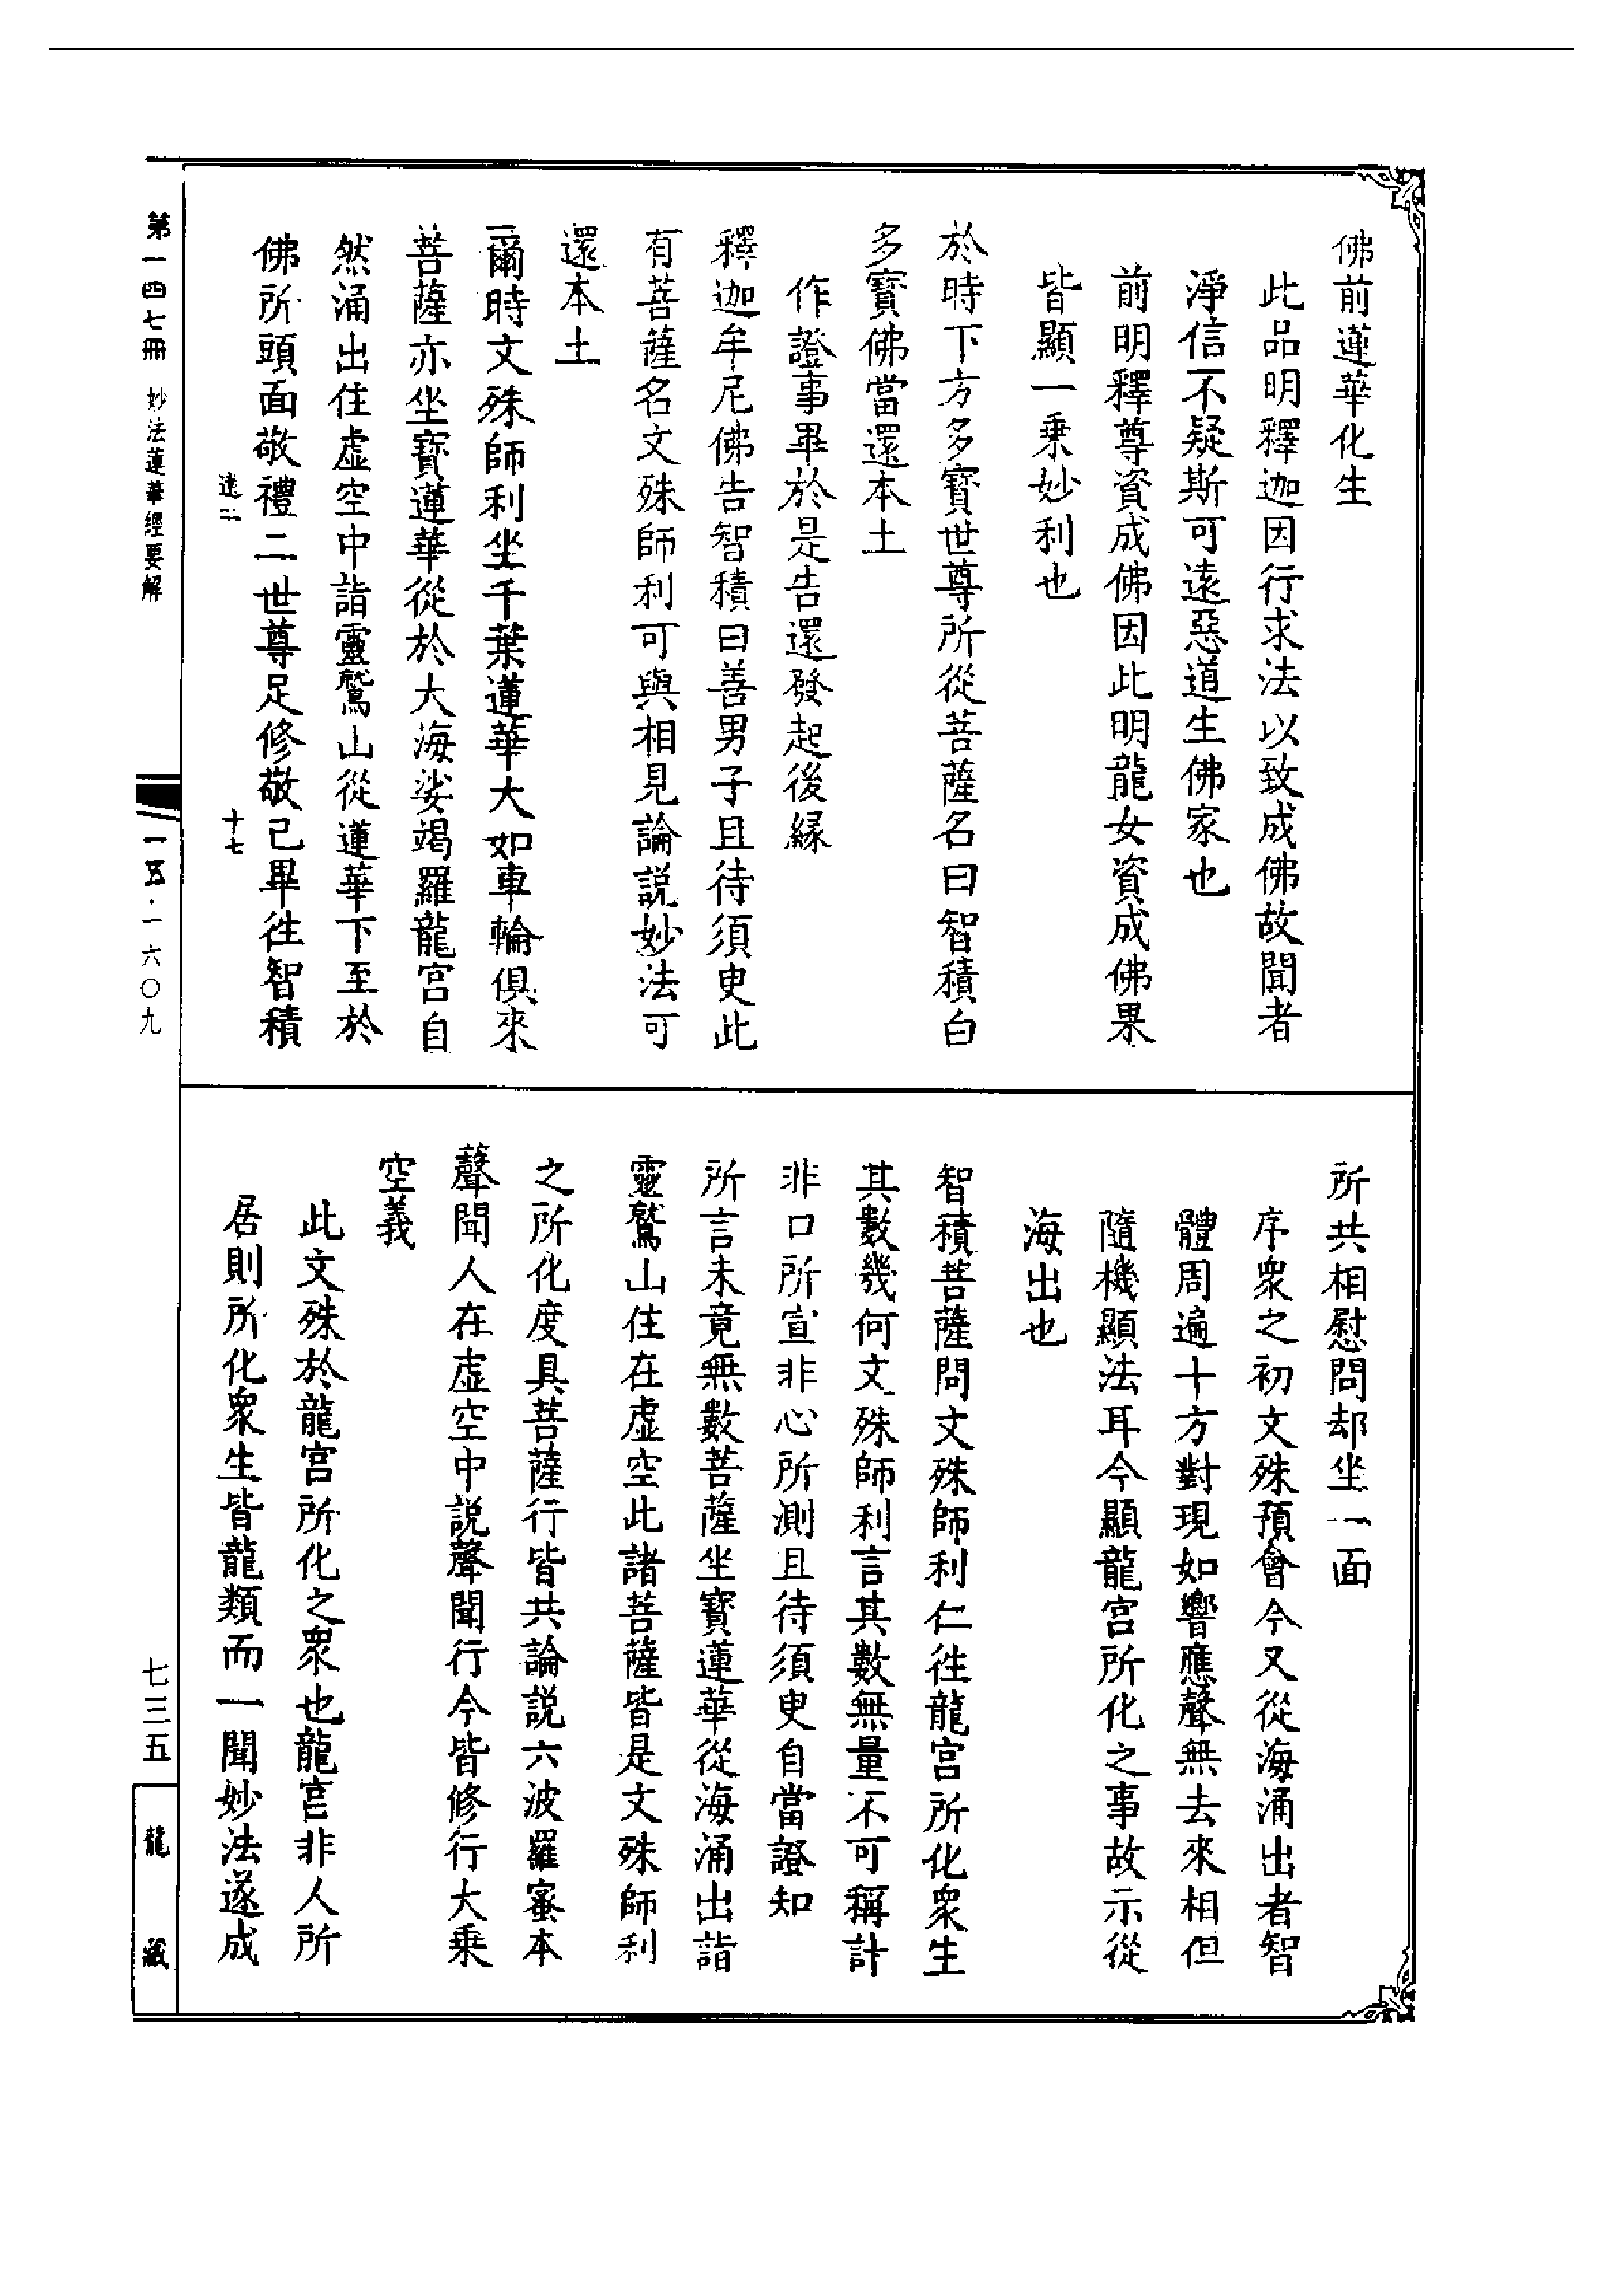 佛前蓮華化生
此品明釋迦因行求法以致成佛故聞者
淨信不疑斯可遠惡道生佛家也
前明釋尊資成佛因此明龍女資成佛果
皆顯一乗妙利也
於時下方多寳世尊所從菩薩名曰智積白
多寳佛當還本土
作證事畢於是告還發起後緣
釋迦牟尼佛告智積曰善男子且待須臾此
有菩薩名文殊師利可與相見論説妙法可
還本土
爾時文殊師利坐千葉蓮華大如車輪俱來
菩薩亦坐寳蓮華從於大海娑竭羅龍宮自
然涌出住虚空中詣靈鷲山從蓮華下至於
佛所頭面敬禮二世尊足修敬已畢徃智積
十七
所共相慰問却坐一面
序衆之初文殊預會今又從海涌出者智
體周遍十方對現如響應聲無去來相但
隨機顯法耳今顯龍宮所化之事故示從
海出也
智積菩薩問文殊師利仁徃龍宮所化衆生
其數幾何文殊師利言其數無量不可稱計
非口所宣非心所測且待須臾自當證知
所言未竟無數菩薩坐寳蓮華從海涌出詣
靈鷲山住在虚空此諸菩薩皆是文殊師利
之所化度具菩薩行皆共論説六波羅蜜本
聲聞人在虚空中説聲聞行今皆修行大乗
空義
此文殊於龍宮所化之衆也龍宮非人所
居則所化衆生皆龍類而一聞妙法遂成
第一四七冊 妙法蓮華經要解
一五五·一六〇九
七三五
龍藏